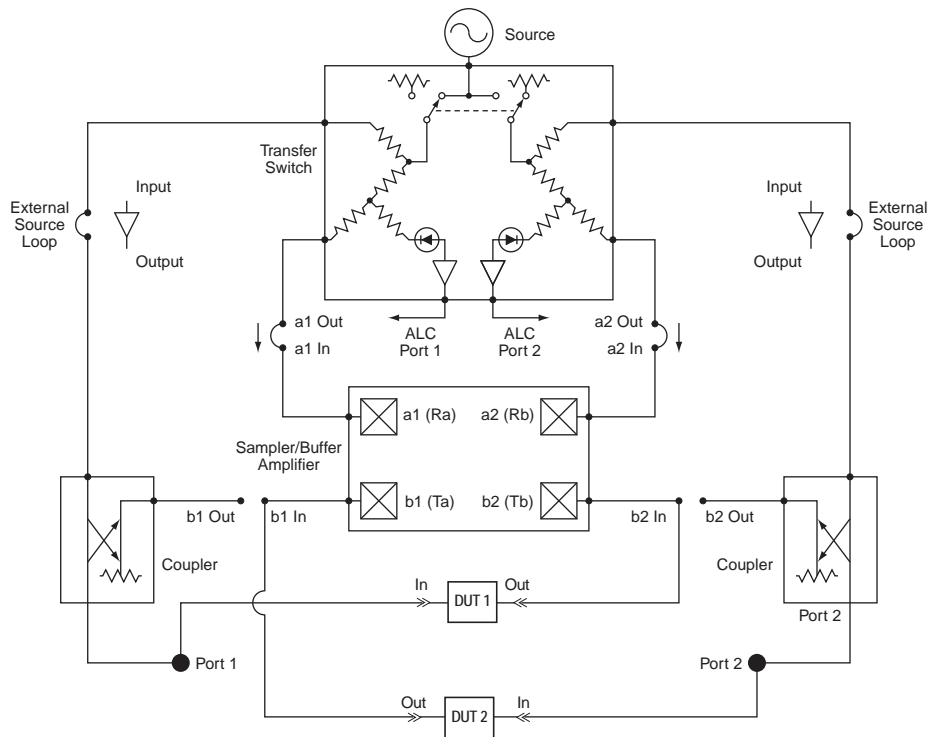 Source
Transfer
Switch
Input
Output
External
Source
Loop
Input
Output
External
Source
Loop
a1 Out
a1 In
ALC
Port 1
ALC
Port 2
a2 Out
a2 In
a1 (Ra)
a2 (Rb)
Sampler/Buffer
Amplifier
b1 (Ta)
b2 (Tb)
b1 Out
b1 In
b2 In
b2 Out
Coupler
Coupler
In
DUT 1
Out
Port 2
Port 1
Port 2
Out
DUT 2
In